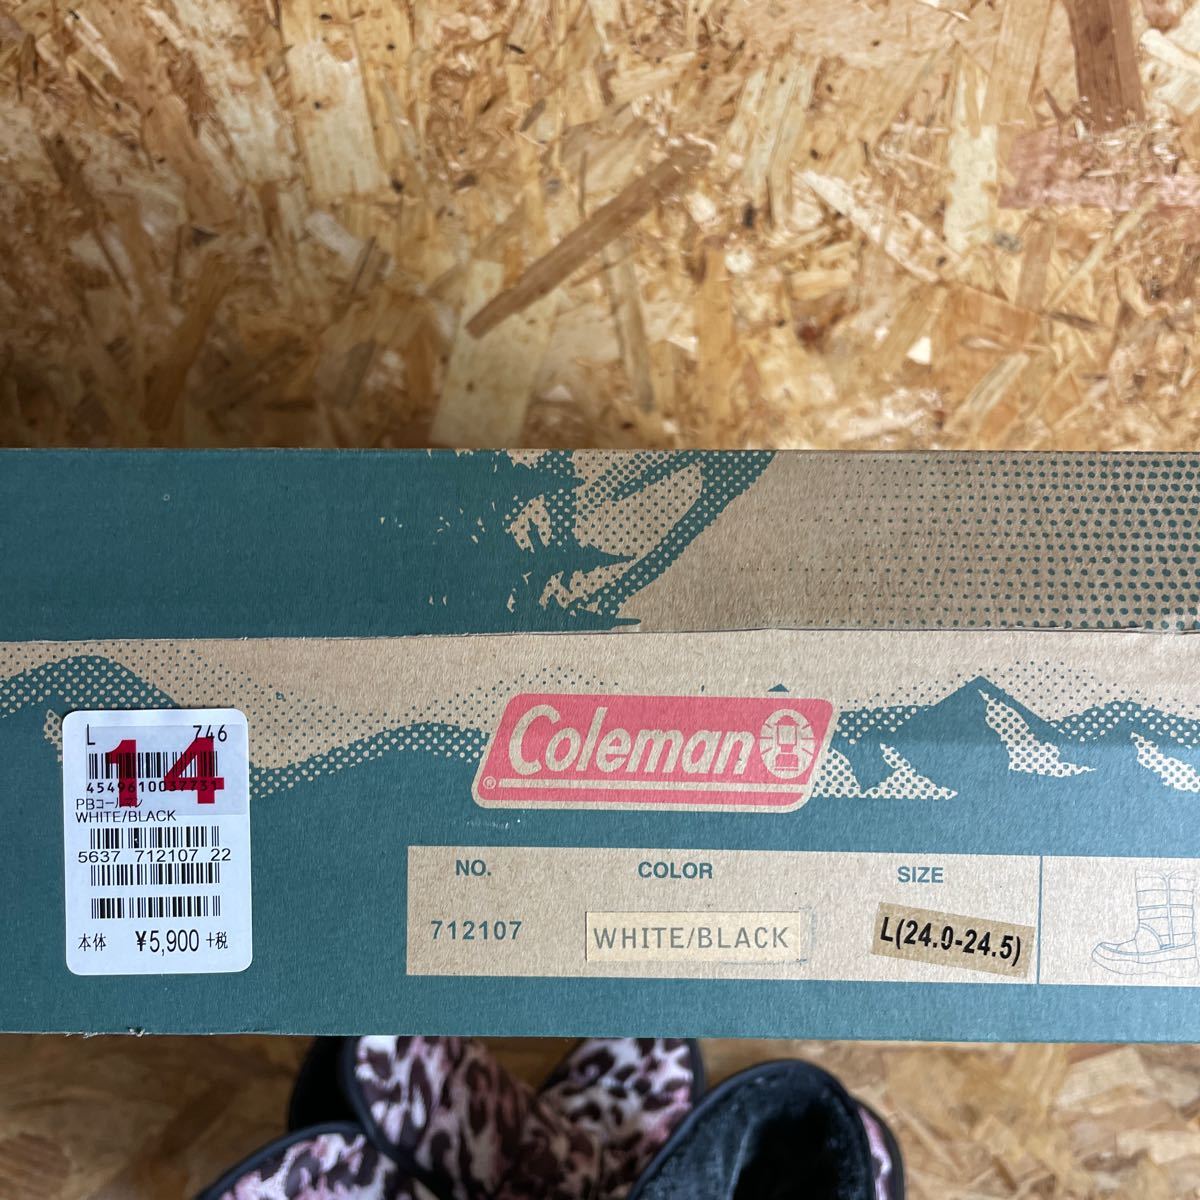 L 746
14
4549610037731
PBコールマン
WHITE/BLACK
5637 712107 22
本体 ¥5,900 +税
Coleman®
NO. COLOR SIZE
712107 WHITE/BLACK L(24.0-24.5)